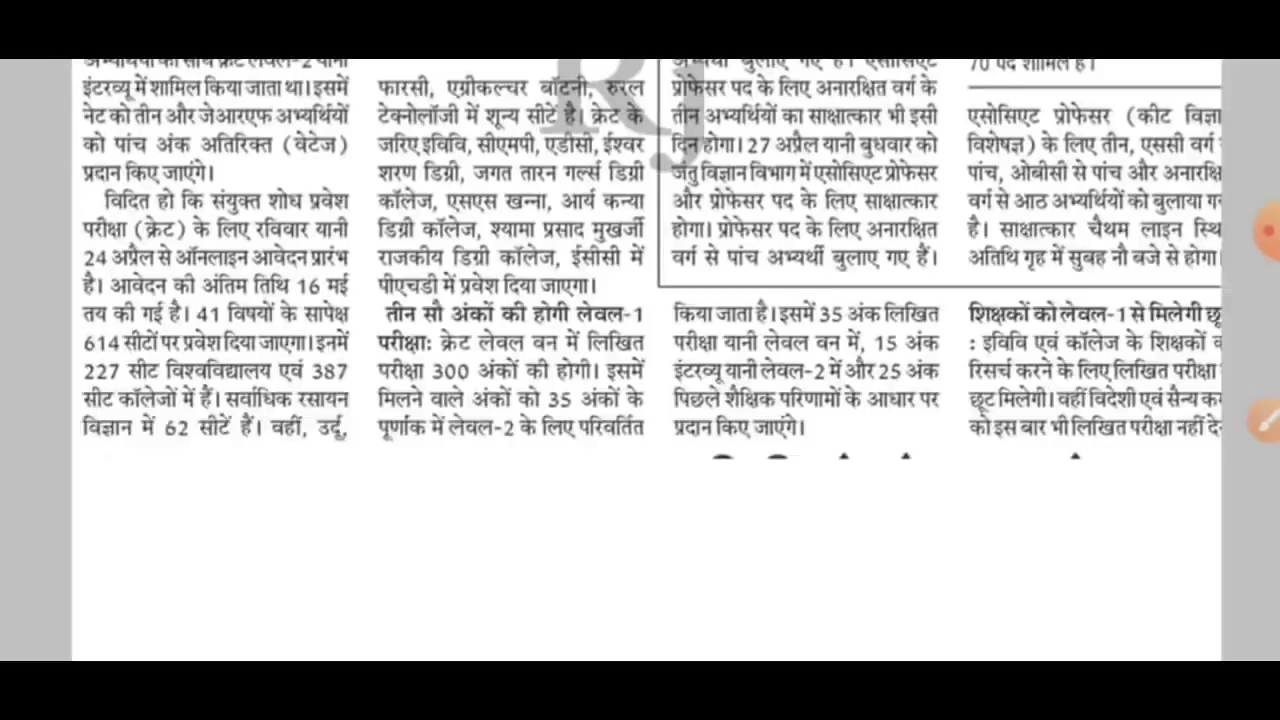 इंटरव्यू में शामिल किया जाता था। इसमें
नेट को तीन और जेआरएफ अभ्यर्थियों
को पांच अंक अतिरिक्त (वेटेज)
प्रदान किए जाएंगे।
विदित हो कि संयुक्त शोध प्रवेश
परीक्षा (क्रेट) के लिए रविवार यानी
24 अप्रैल से ऑनलाइन आवेदन प्रारंभ
है। आवेदन की अंतिम तिथि 16 मई
तय की गई है। 41 विषयों के सापेक्ष
614 सीटों पर प्रवेश दिया जाएगा। इनमें
227 सीट विश्वविद्यालय एवं 387
सीट कॉलेजों में हैं। सर्वाधिक रसायन
विज्ञान में 62 सीटें हैं। वहीं, उर्दू,
फारसी, एग्रीकल्चर बॉटनी, रुरल
टेक्नोलॉजी में शून्य सीटें है। क्रेट के
जरिए इविवि, सीएमपी, एडीसी, ईश्वर
शरण डिग्री, जगत तारन गर्ल्स डिग्री
कॉलेज, एसएस खन्ना, आर्य कन्या
डिग्री कॉलेज, श्यामा प्रसाद मुखर्जी
राजकीय डिग्री कॉलेज, ईसीसी में
पीएचडी में प्रवेश दिया जाएगा।
तीन सौ अंकों की होगी लेवल-1
परीक्षा: क्रेट लेवल वन में लिखित
परीक्षा 300 अंकों की होगी। इसमें
मिलने वाले अंकों को 35 अंकों के
पूर्णांक में लेवल-2 के लिए परिवर्तित
किया जाता है। इसमें 35 अंक लिखित
परीक्षा यानी लेवल वन में, 15 अंक
इंटरव्यू यानी लेवल-2 में और 25 अंक
पिछले शैक्षिक परिणामों के आधार पर
प्रदान किए जाएंगे।
शिक्षकों को लेवल-1 से मिलेगी छू
: इविवि एवं कॉलेज के शिक्षकों
रिसर्च करने के लिए लिखित परीक्षा
छूट मिलेगी। वहीं विदेशी एवं सैन्य
को इस बार भी लिखित परीक्षा नहीं
बुलाए गए हैं। एसोसिएट
प्रोफेसर पद के लिए अनारक्षित वर्ग के
तीन अभ्यर्थियों का साक्षात्कार भी इसी
दिन होगा। 27 अप्रैल यानी बुधवार को
जंतु विज्ञान विभाग में एसोसिएट प्रोफेसर
और प्रोफेसर पद के लिए साक्षात्कार
होगा। प्रोफेसर पद के लिए अनारक्षित
वर्ग से पांच अभ्यर्थी बुलाए गए हैं।
70 पद शामिल है।
एसोसिएट प्रोफेसर (कीट विज्ञा
विशेषज्ञ) के लिए तीन, एससी वर्ग
पांच, ओबीसी से पांच और अनारक्षि
वर्ग से आठ अभ्यर्थियों को बुलाया
है। साक्षात्कार चैथम लाइन स्थि
अतिथि गृह में सुबह नौ बजे से होगा।
RJ